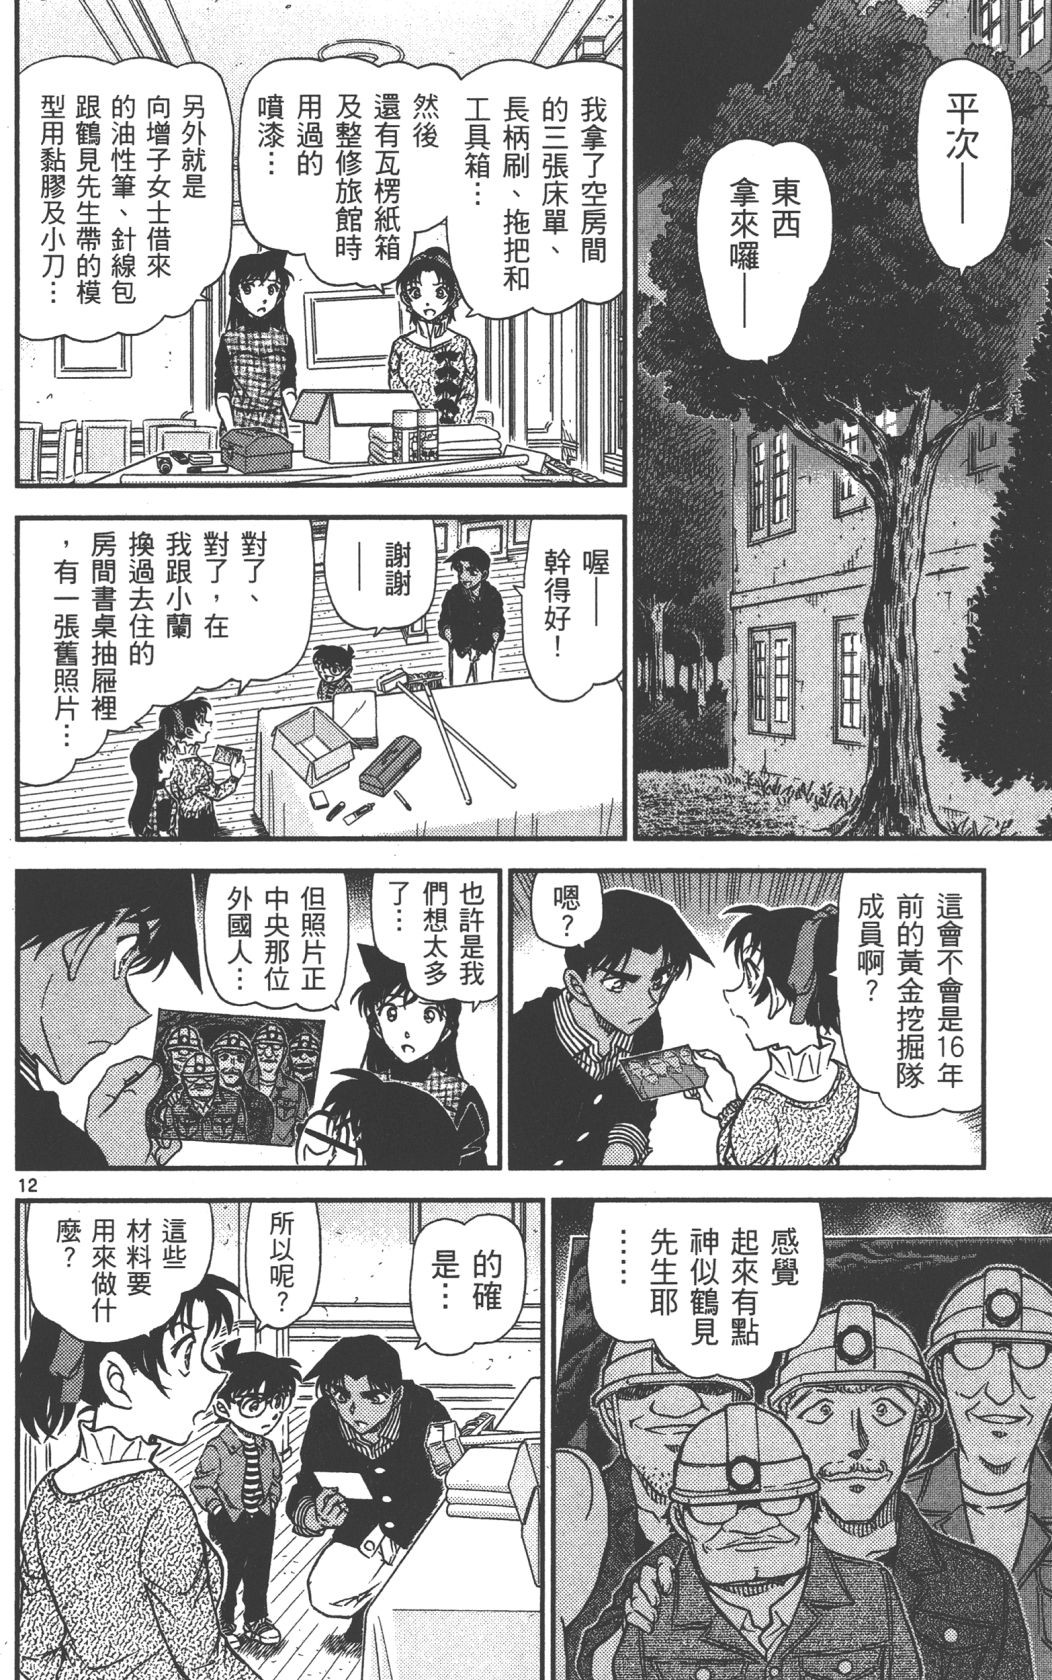 平次──
東西
拿來囉──
我拿了空房間
的三張床單、
長柄刷、拖把和
工具箱…
然後
還有瓦楞紙箱
及整修旅館時
用過的
噴漆…
另外就是
向增子女士借來
的油性筆、針線包
跟鶴見先生帶的模
型用黏膠及小刀…
喔──
幹得好！
謝謝
──
對了、
對了，在
我跟小蘭
換過去住的
房間書桌抽屜裡
，有一張舊照片…
這會不會是16年
前的黃金挖掘隊
成員啊？
嗯？
也許是我
們想太多
了…
但照片正
中央那位
外國人…
感覺
起來有點
神似鶴見
先生耶
……
的確
是…
所以呢？
這些
材料要
用來做什
麼？
12